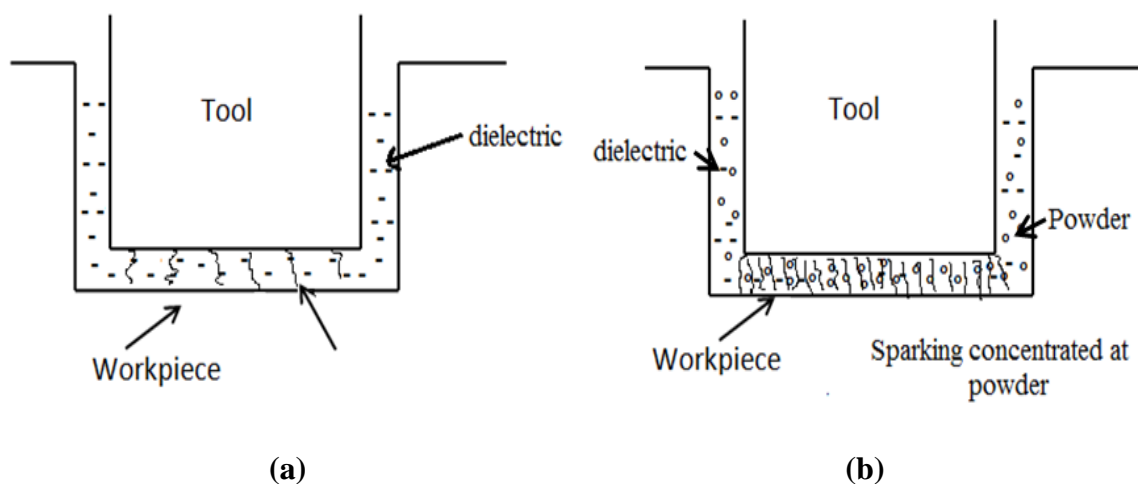 Tool
dielectric
Workpiece
(a)
Tool
dielectric
Powder
Workpiece
Sparking concentrated at
powder
(b)